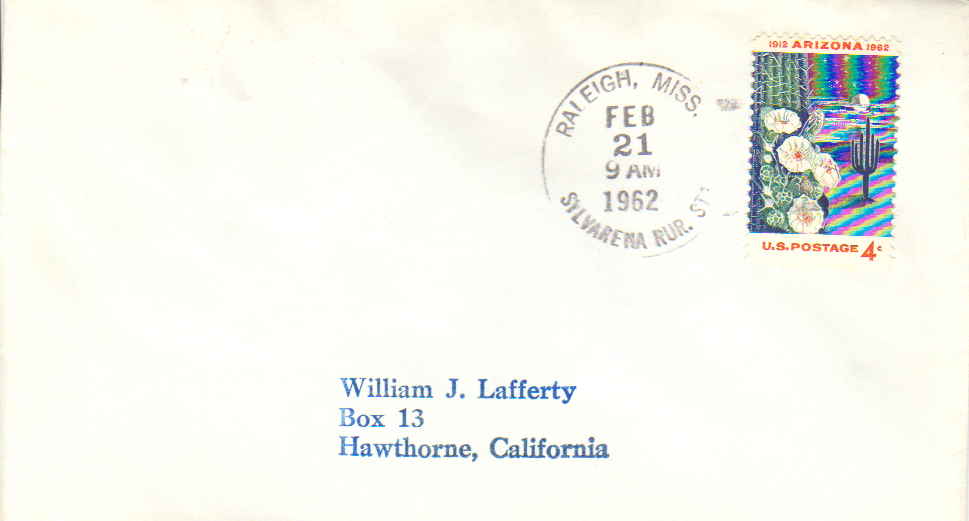 1912 ARIZONA 1962
U.S. POSTAGE 4c
RALEIGH, MISS.
FEB
21
9 AM
1962
SYLVARENA RUR. STA.
William J. Lafferty
Box 13
Hawthorne, California